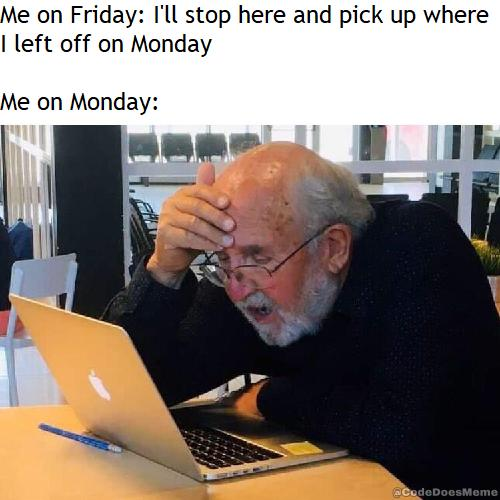 Me on Friday: I'll stop here and pick up where
I left off on Monday
Me on Monday:
@CodeDoesMeme